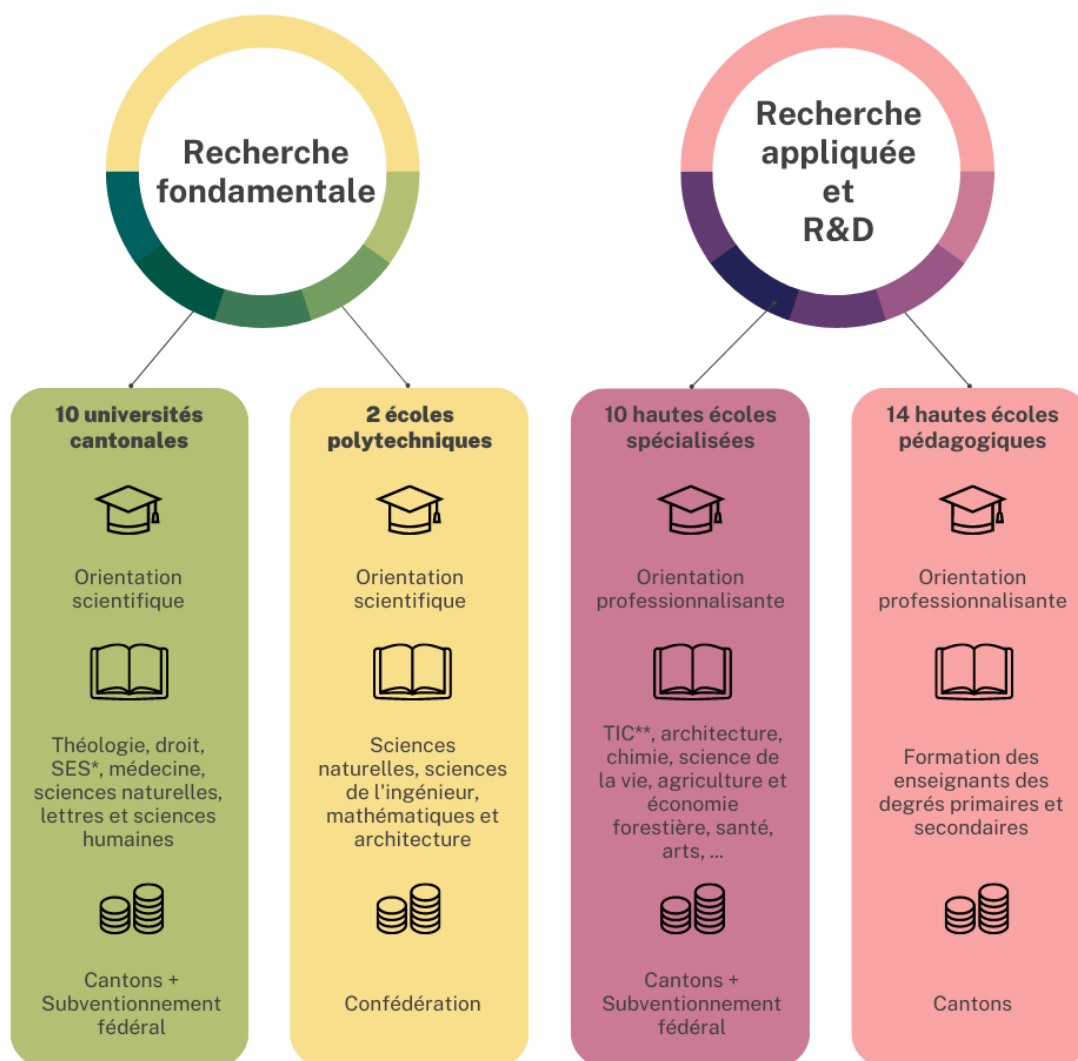 Recherche
fondamentale
Recherche
appliquée
et
R&D
10 universités
cantonales
Orientation
scientifique
Théologie, droit,
SES*, médecine,
sciences naturelles,
lettres et sciences
humaines
Cantons +
Subventionnement
fédéral
2 écoles
polytechniques
Orientation
scientifique
Sciences
naturelles, sciences
de l'ingénieur,
mathématiques et
architecture
Confédération
10 hautes écoles
spécialisées
Orientation
professionnalisante
TIC**, architecture,
chimie, science de
la vie, agriculture et
économie
forestière, santé,
arts, ...
Cantons +
Subventionnement
fédéral
14 hautes écoles
pédagogiques
Orientation
professionnalisante
Formation des
enseignants des
degrés primaires et
secondaires
Cantons